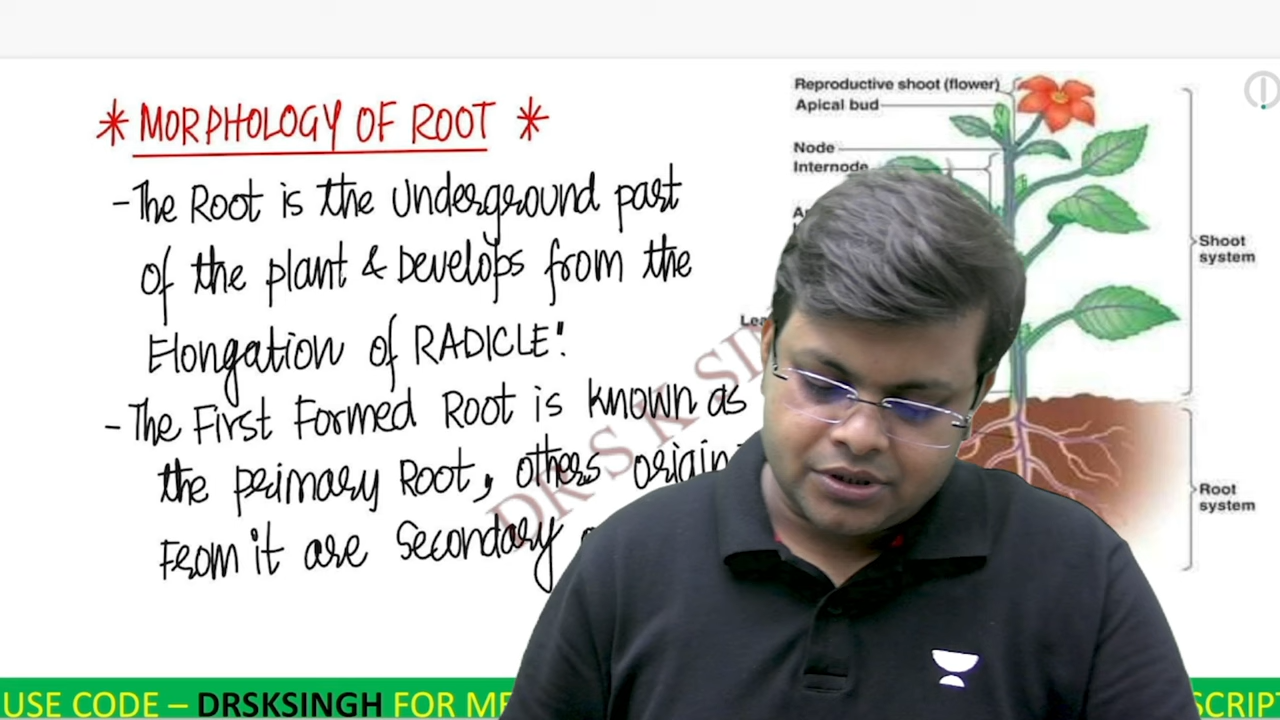 * MORPHOLOGY OF ROOT *
- The Root is the underground part
of the plant & Develops from the
Elongation of RADICLE".
- The First Formed Root is known as
the primary Root, others
From it are Secondary
DR S K
Reproductive shoot (flower)
Apical bud
Node
Internode
Shoot
system
Root
system
USE CODE – DRSKSINGH FOR